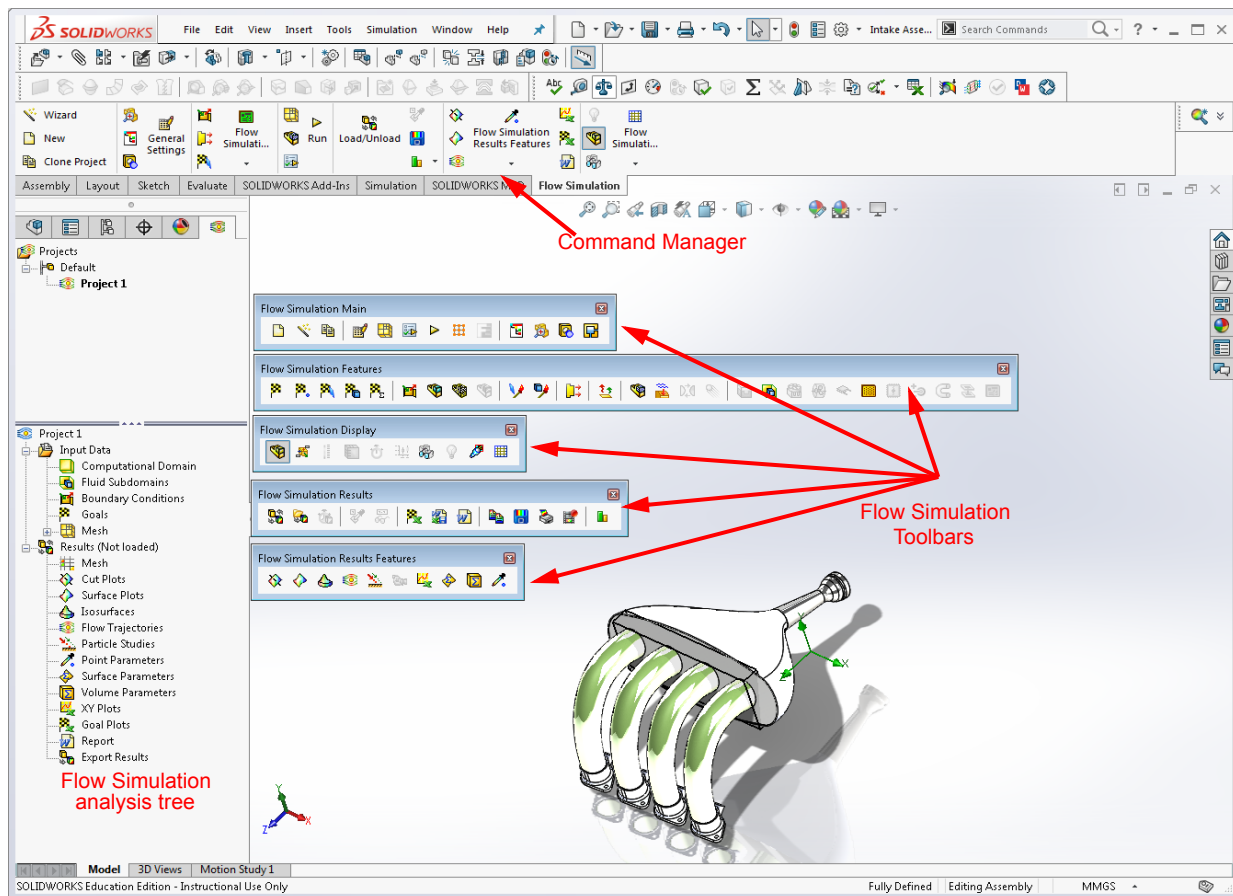 SOLIDWORKS File Edit View Insert Tools Simulation Window Help Intake Asse... Search Commands ?
Abc
Wizard
New
Clone Project
General Settings
Flow Simulati...
Run
Load/Unload
Flow Simulation Results Features
Flow Simulati...
Assembly Layout Sketch Evaluate SOLIDWORKS Add-Ins Simulation SOLIDWORKS Flow Simulation
Command Manager
Projects
Default
Project 1
Flow Simulation Main
Flow Simulation Features
Flow Simulation Display
Flow Simulation Results
Flow Simulation Results Features
Flow Simulation
Toolbars
Project 1
Input Data
Computational Domain
Fluid Subdomains
Boundary Conditions
Goals
Mesh
Results (Not loaded)
Mesh
Cut Plots
Surface Plots
Isosurfaces
Flow Trajectories
Particle Studies
Point Parameters
Surface Parameters
Volume Parameters
XY Plots
Goal Plots
Report
Export Results
Flow Simulation
analysis tree
Y
X
Z
Y
X
Z
Model 3D Views Motion Study 1
SOLIDWORKS Education Edition - Instructional Use Only Fully Defined Editing Assembly MMGS